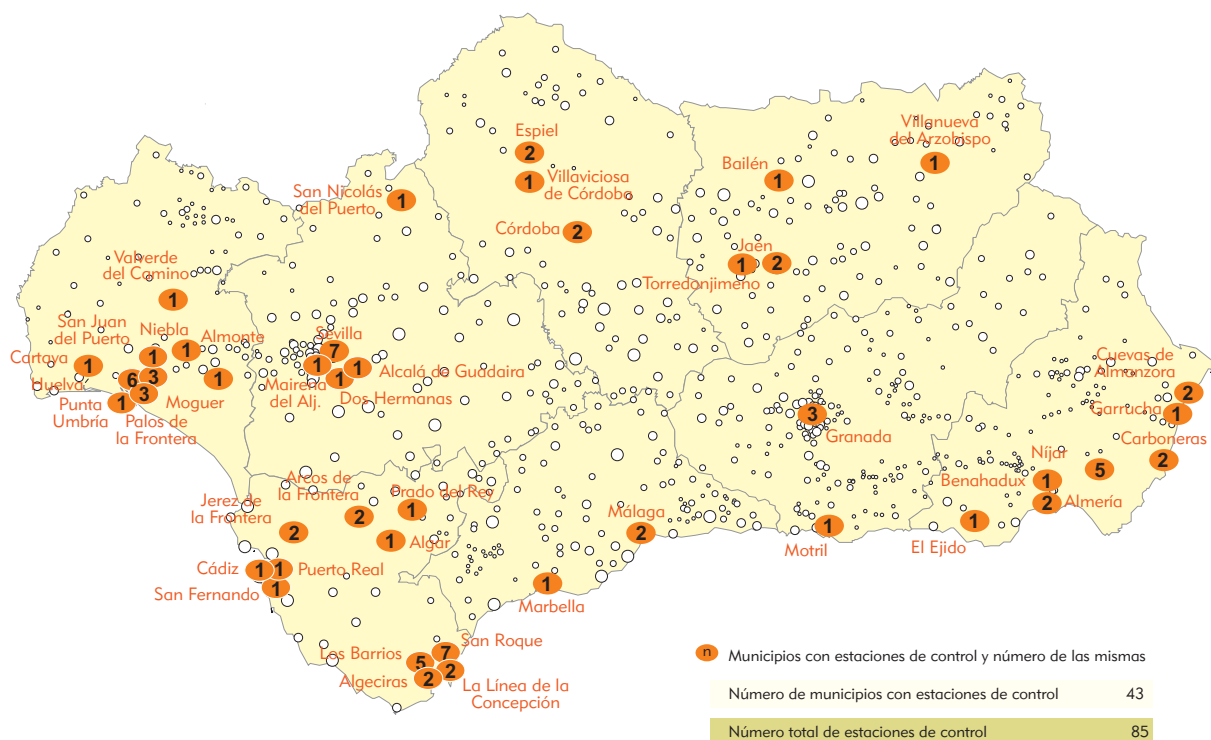 Espiel
2
Villanueva
del Arzobispo
1
Bailén
1
1
Villaviciosa
de Córdoba
San Nicolás
del Puerto
1
Córdoba
2
Jaén
1
2
Torredonjimeno
Valverde
del Camino
1
San Juan
del Puerto
Niebla
Almonte
Sevilla
1
1
7
Cartaya
1
1
1
Alcalá de Guadaira
Huelva
6
3
1
1
Mairena
del Alj.
Dos Hermanas
3
Moguer
Punta
Umbría
1
Palos de
la Frontera
Cuevas de
Almanzora
2
Garrucha
1
3
Granada
Carboneras
2
Níjar
5
Benahadux
1
2
Almería
Arcos de
la Frontera
Prado del Rey
1
Jerez de
la Frontera
2
2
Málaga
2
Motril
1
El Ejido
1
1
Algar
Cádiz
1
1
Puerto Real
San Fernando
1
1
Marbella
San Roque
7
Los Barrios
5
Algeciras
2
2
La Línea de la
Concepción
n Municipios con estaciones de control y número de las mismas
Número de municipios con estaciones de control 43
Número total de estaciones de control 85